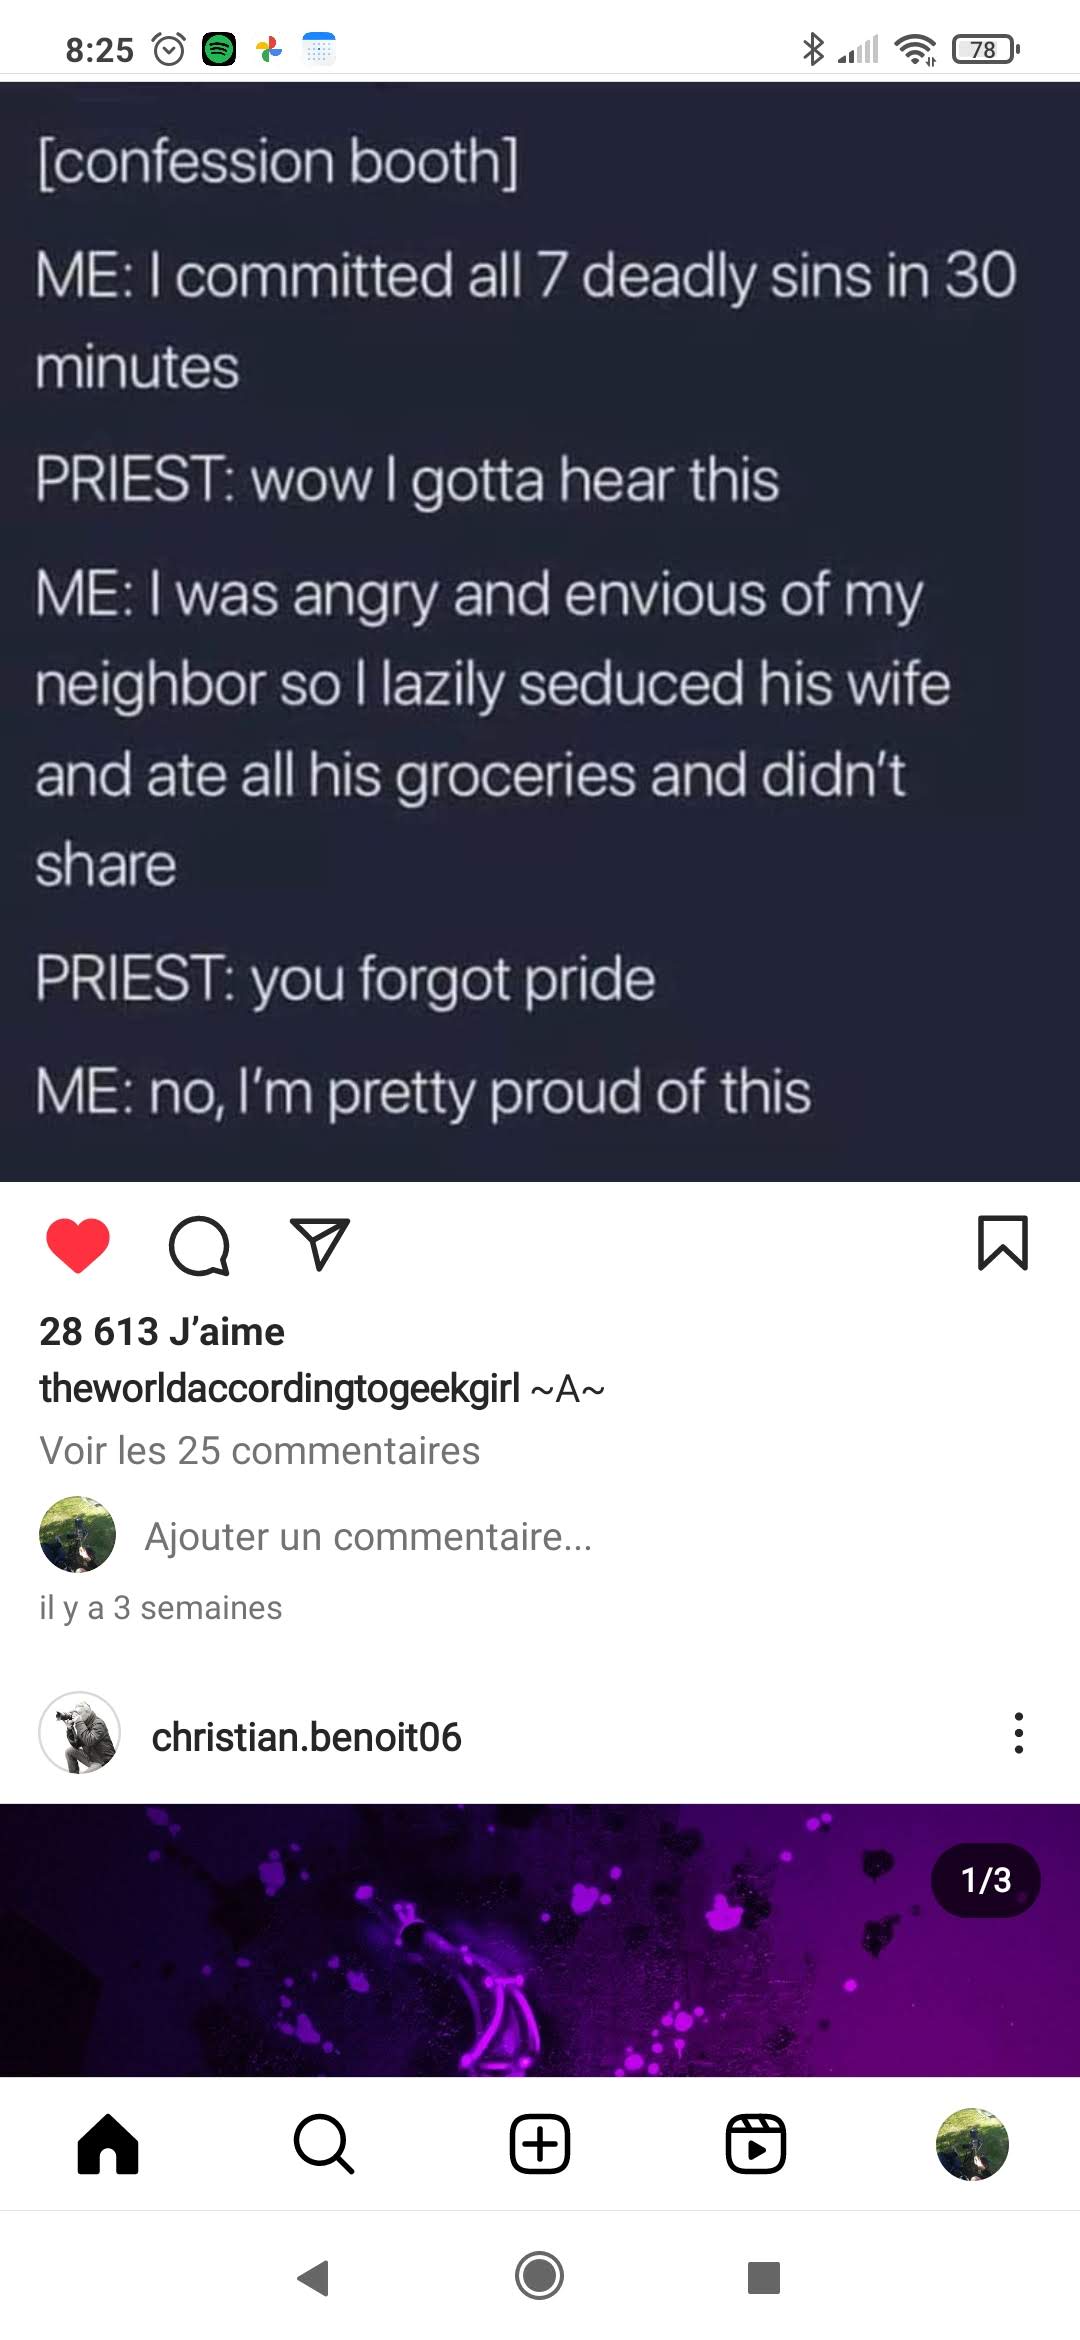 8:25
78
[confession booth]
ME: I committed all 7 deadly sins in 30
minutes
PRIEST: wow I gotta hear this
ME: I was angry and envious of my
neighbor so I lazily seduced his wife
and ate all his groceries and didn't
share
PRIEST: you forgot pride
ME: no, I'm pretty proud of this
28 613 J'aime
theworldaccordingtogeekgirl ~A~
Voir les 25 commentaires
Ajouter un commentaire...
il y a 3 semaines
christian.benoit06
1/3